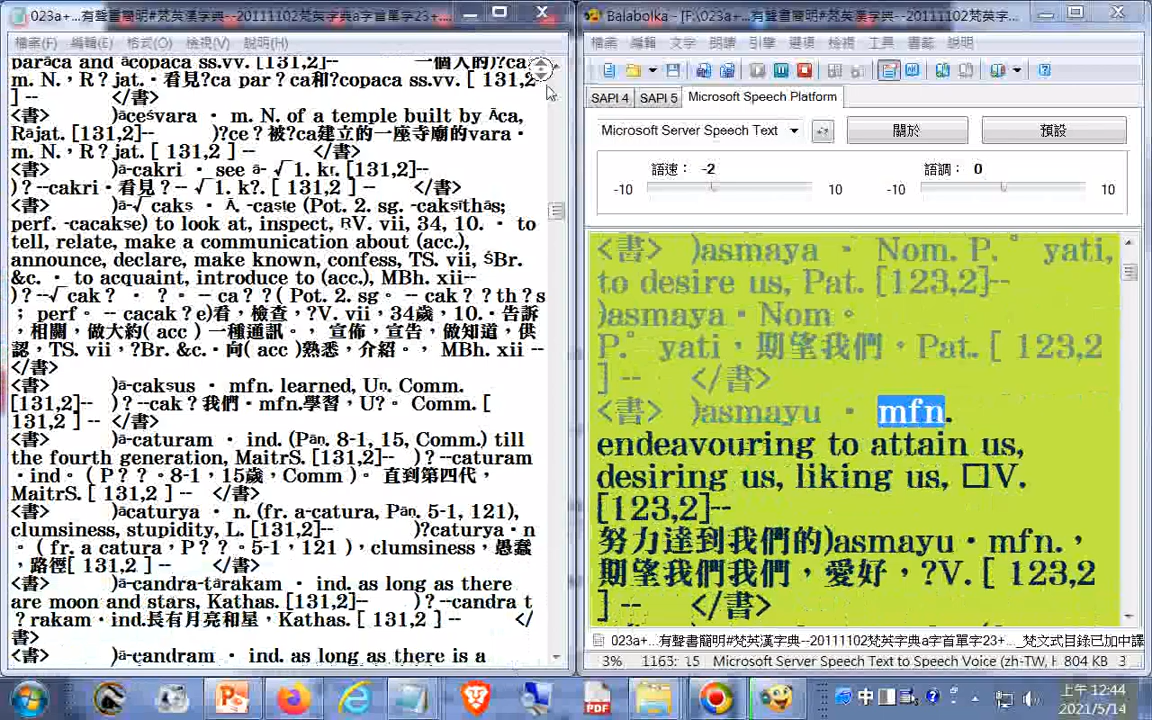 023a+...有聲書簡明#梵英漢字典--20111102梵英字典a字首單字23+...
檔案(F) 編輯(E) 格式(O) 檢視(V) 說明(H)
parāca and ācopaca ss.vv. [131,2]-- 一個人的)?ca
m. N.，R？jat.‧看見?ca par？ca和?copaca ss.vv. [ 131,2
] -- </書>
<書> )āceśvara ‧ m. N. of a temple built by Āca,
Rājat. [131,2]-- )?ce？被?ca建立的一座寺廟的vara‧
m. N.，R？jat. [ 131,2 ] -- </書>
<書> )ā-cakri ‧ see ā- √1. kr. [131,2]--
)？--cakri‧看見？--√1. k?. [ 131,2 ] -- </書>
<書> )ā-√cakṣ ‧ Ā. -caṣṭe (Pot. 2. sg. -cakṣīthās;
perf. -cacakṣe) to look at, inspect, RV. vii, 34, 10. ‧ to
tell, relate, make a communication about (acc.),
announce, declare, make known, confess, TS. vii, ŚBr.
&c. ‧ to acquaint, introduce to (acc.), MBh. xii--
)？--√cak？‧？‧-- ca？？( Pot. 2. sg。-- cak？？th？s
；perf。-- cacak？e)看，檢查，?V. vii，34歲，10.‧告訴
，相關，做大約( acc ) 一種通訊。，宣佈，宣告，做知道，供
認，TS. vii，?Br. &c.‧向( acc )熟悉，介紹。，MBh. xii --
</書>
<書> )ā-cakṣus ‧ mfn. learned, Uṇ. Comm.
[131,2]-- )？--cak？我們‧mfn.學習，U?。Comm. [
131,2 ] -- </書>
<書> )ā-caturam ‧ ind. (Pāṇ. 8-1, 15, Comm.) till
the fourth generation, MaitrS. [131,2]-- )？--caturam
‧ind。( P？？。8-1，15歲，Comm )。直到第四代，
MaitrS. [ 131,2 ] -- </書>
<書> )ācaturya ‧ n. (fr. a-catura, Pāṇ. 5-1, 121),
clumsiness, stupidity, L. [131,2]-- )?caturya‧n
。( fr. a catura，P？？。5-1，121 )，clumsiness，愚蠢
，路徑[ 131,2 ] -- </書>
<書> )ā-candra-tārakam ‧ ind. as long as there
are moon and stars, Kathas. [131,2]-- )？--candra t
？rakam‧ind.長有月亮和星，Kathas. [ 131,2 ] -- </
書>
<書> )ā-candram ‧ ind. as long as there is a
Balabolka - [F:\023a+...有聲書簡明#梵英漢字典--20111102梵英字...
檔案 編輯 文字 朗讀 引擎 選項 檢視 工具 書籤 說明
SAPI 4 SAPI 5 Microsoft Speech Platform
Microsoft Server Speech Text 關於 預設
語速： -2 語調： 0
-10 10 -10 10
<書> )asmaya ‧ Nom. P.° yati,
to desire us, Pat. [123,2]--
)asmaya‧Nom。
P.° yati，期望我們，Pat. [ 123,2
] -- </書>
<書> )asmayu ‧ mfn.
endeavouring to attain us,
desiring us, liking us, □V.
[123,2]--
努力達到我們的)asmayu‧mfn.，
期望我們我們，愛好，?V. [ 123,2
] -- </書>
023a+...有聲書簡明#梵英漢字典--20111102梵英字典a字首單字23+..._梵文式目錄已加中譯
3% 1163: 15 Microsoft Server Speech Text to Speech Voice (zh-TW, H 804 KB 3
中 上午 12:44
2021/5/14